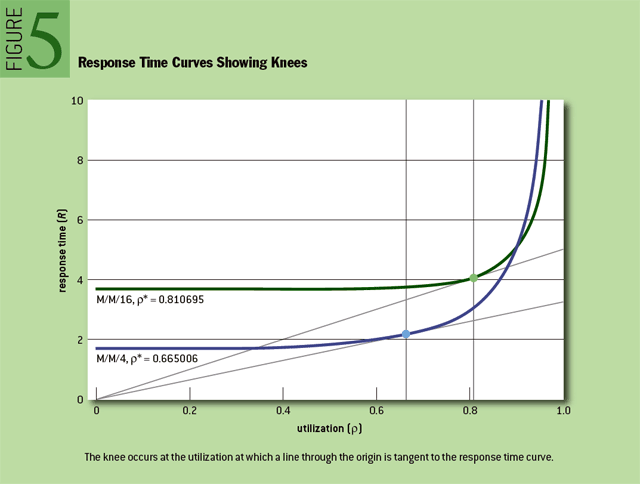 FIGURE 5
Response Time Curves Showing Knees
10
8
6
4
2
0
response time (R)
M/M/16, ρ* = 0.810695
M/M/4, ρ* = 0.665006
0 0.2 0.4 0.6 0.8 1.0
utilization (ρ)
The knee occurs at the utilization at which a line through the origin is tangent to the response time curve.